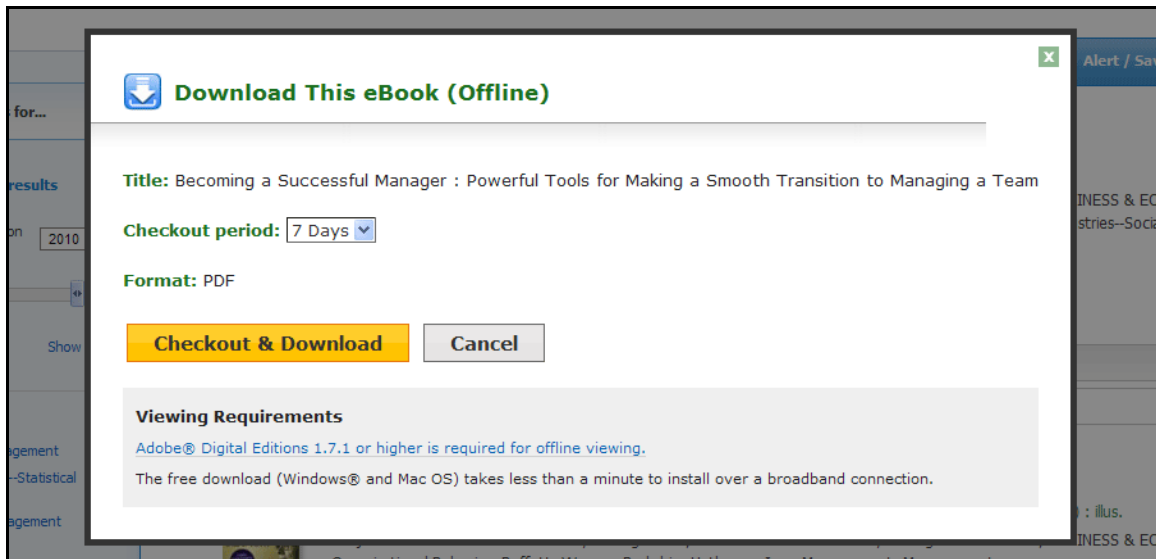 Alert / Sav
Download This eBook (Offline)
for...
results
Title: Becoming a Successful Manager : Powerful Tools for Making a Smooth Transition to Managing a Team
INESS & EC
stries--Socia
on 2010
Checkout period: 7 Days
Format: PDF
Show
Checkout & Download Cancel
Viewing Requirements
Adobe® Digital Editions 1.7.1 or higher is required for offline viewing.
agement
The free download (Windows® and Mac OS) takes less than a minute to install over a broadband connection.
--Statistical
agement
) : illus.
INESS & EC